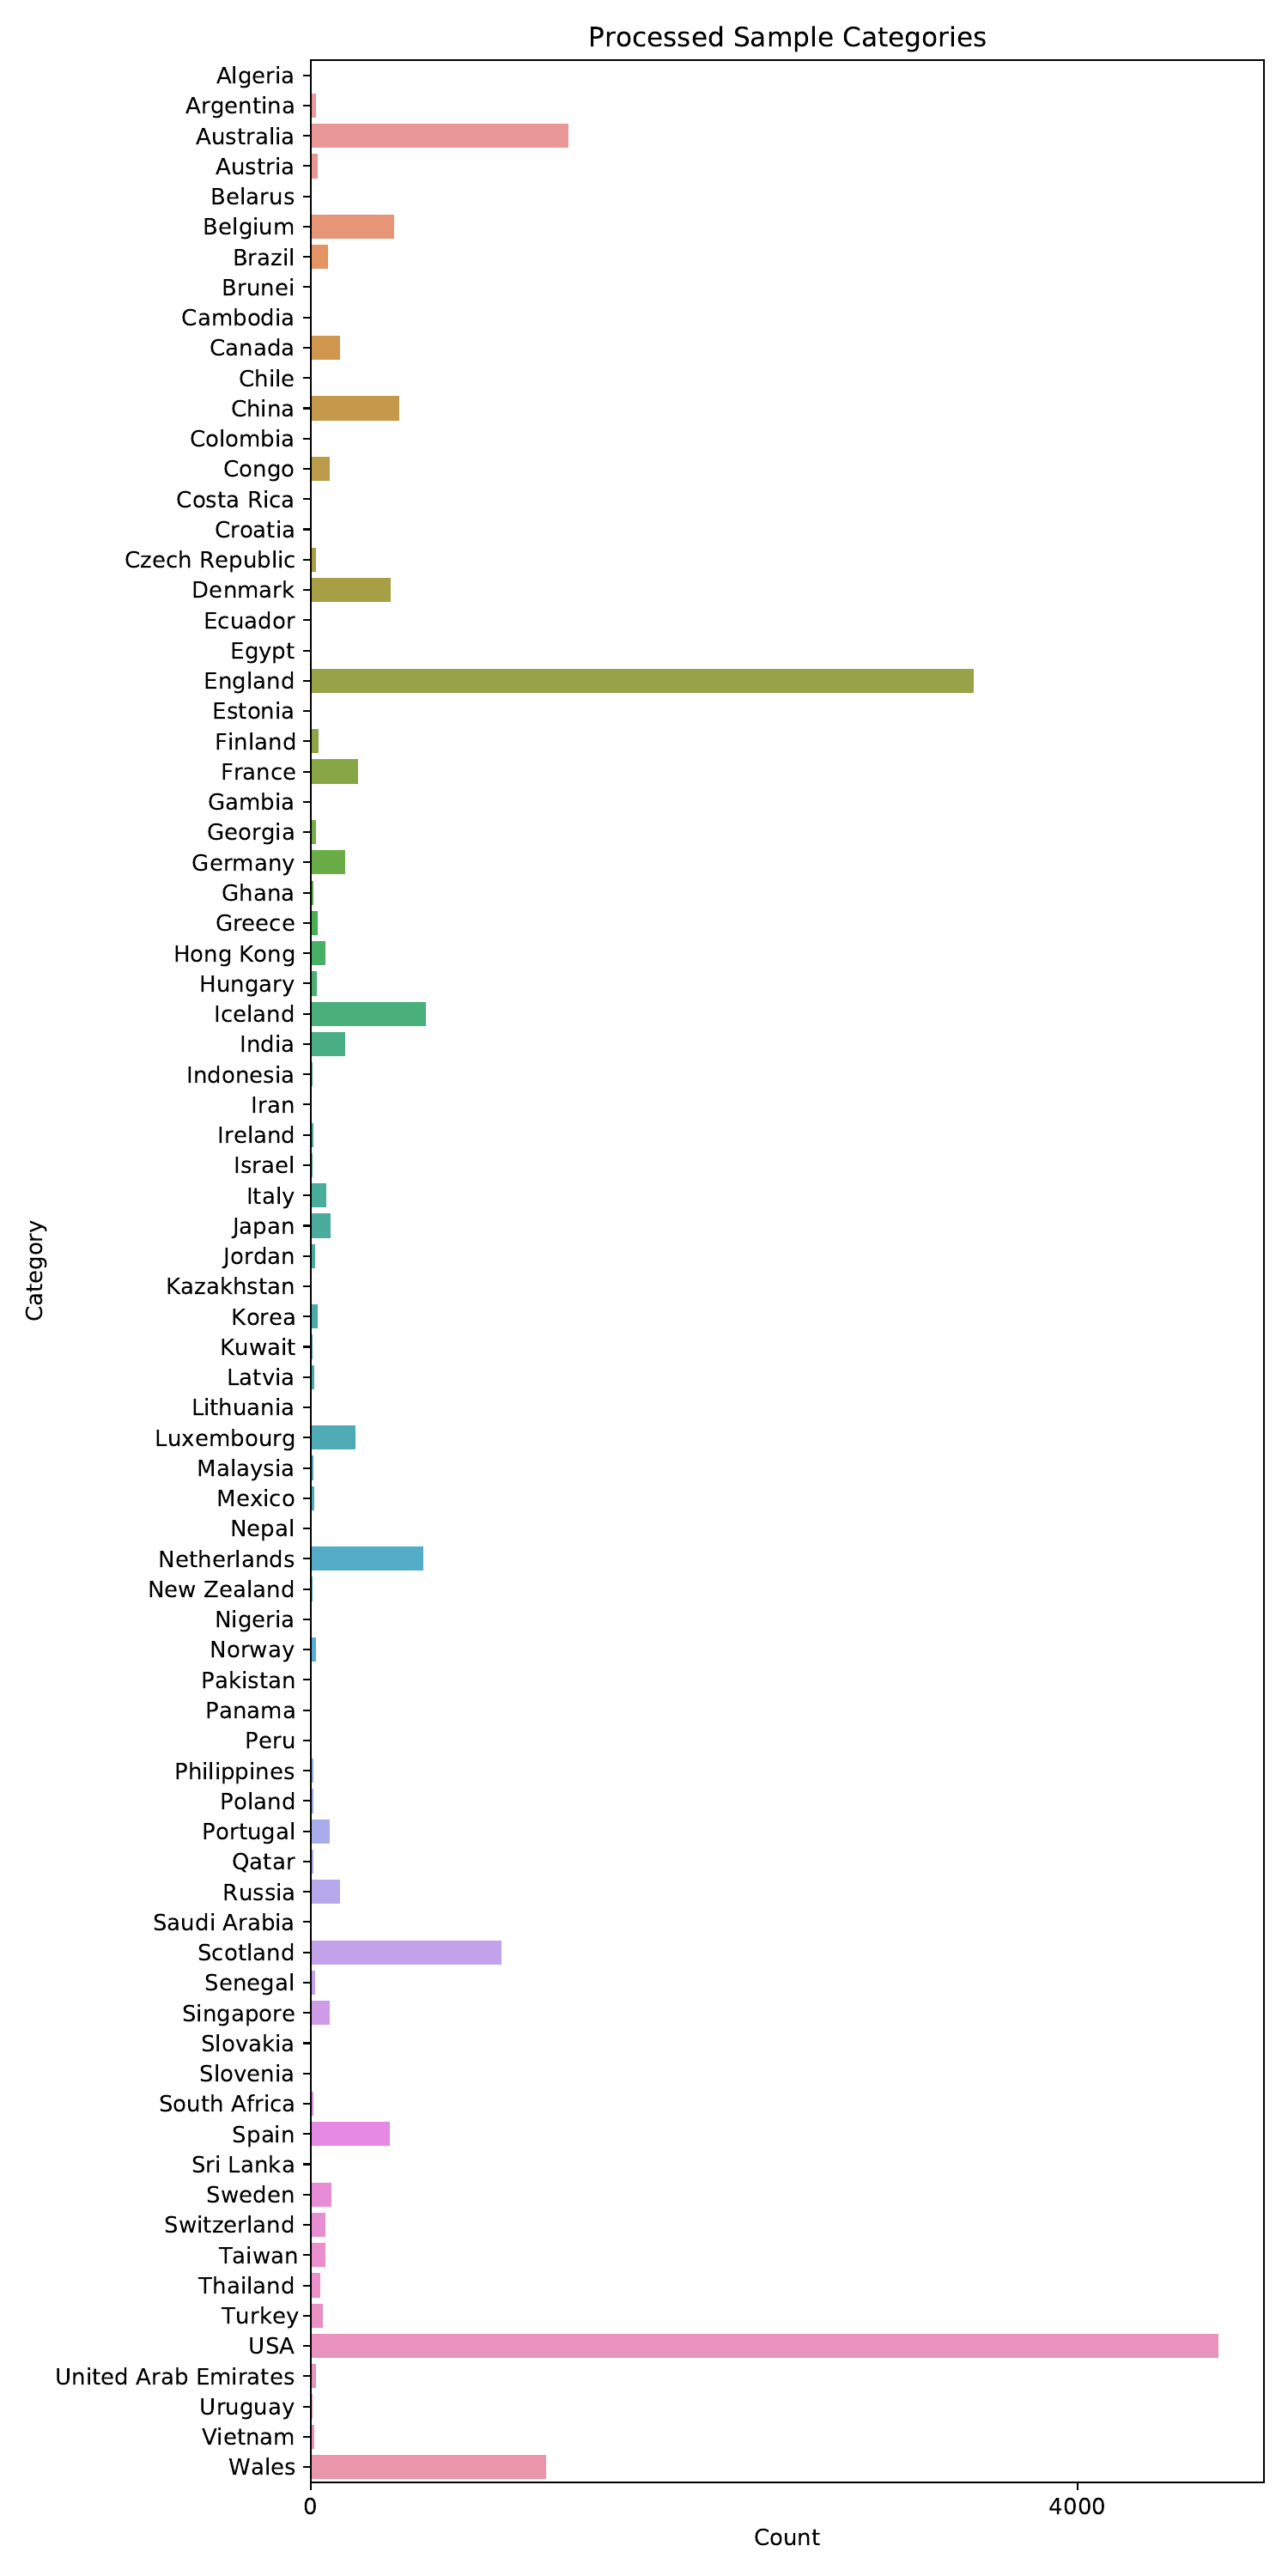 Processed Sample Categories
Algeria
Argentina
Australia
Austria
Belarus
Belgium
Brazil
Brunei
Cambodia
Canada
Chile
China
Colombia
Congo
Costa Rica
Croatia
Czech Republic
Denmark
Ecuador
Egypt
England
Estonia
Finland
France
Gambia
Georgia
Germany
Ghana
Greece
Hong Kong
Hungary
Iceland
India
Indonesia
Iran
Ireland
Israel
Italy
Japan
Jordan
Kazakhstan
Korea
Kuwait
Latvia
Lithuania
Luxembourg
Malaysia
Mexico
Nepal
Netherlands
New Zealand
Nigeria
Norway
Pakistan
Panama
Peru
Philippines
Poland
Portugal
Qatar
Russia
Saudi Arabia
Scotland
Senegal
Singapore
Slovakia
Slovenia
South Africa
Spain
Sri Lanka
Sweden
Switzerland
Taiwan
Thailand
Turkey
USA
United Arab Emirates
Uruguay
Vietnam
Wales
Category
0 4000
Count